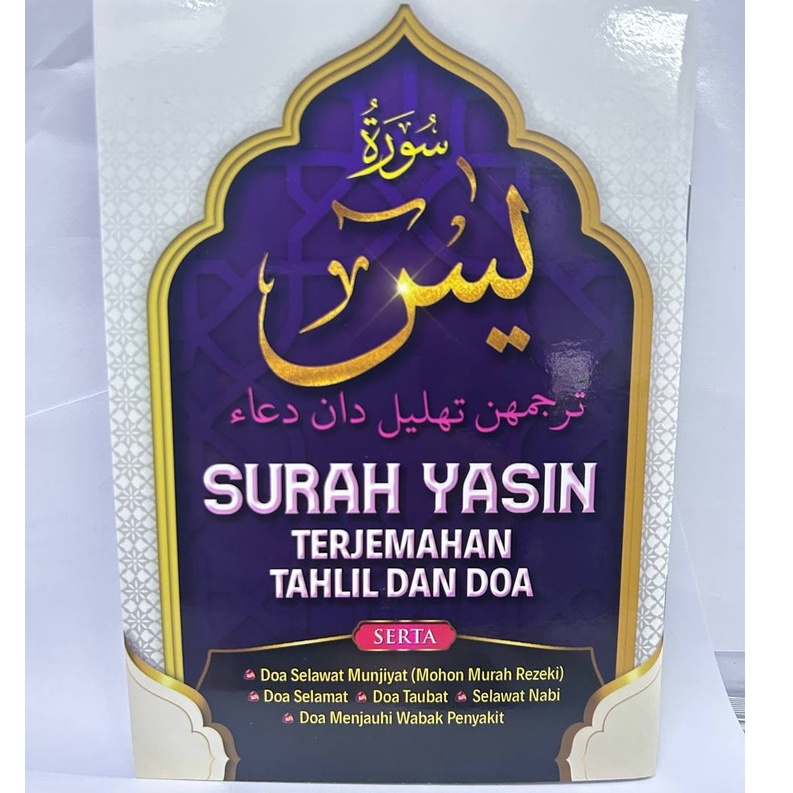 سُورَةُ
يٰسٓ
ترجمهن تهليل دان دعاء
SURAH YASIN
TERJEMAHAN
TAHLIL DAN DOA
SERTA
Doa Selawat Munjiyat (Mohon Murah Rezeki)
Doa Selamat Doa Taubat Selawat Nabi
Doa Menjauhi Wabak Penyakit